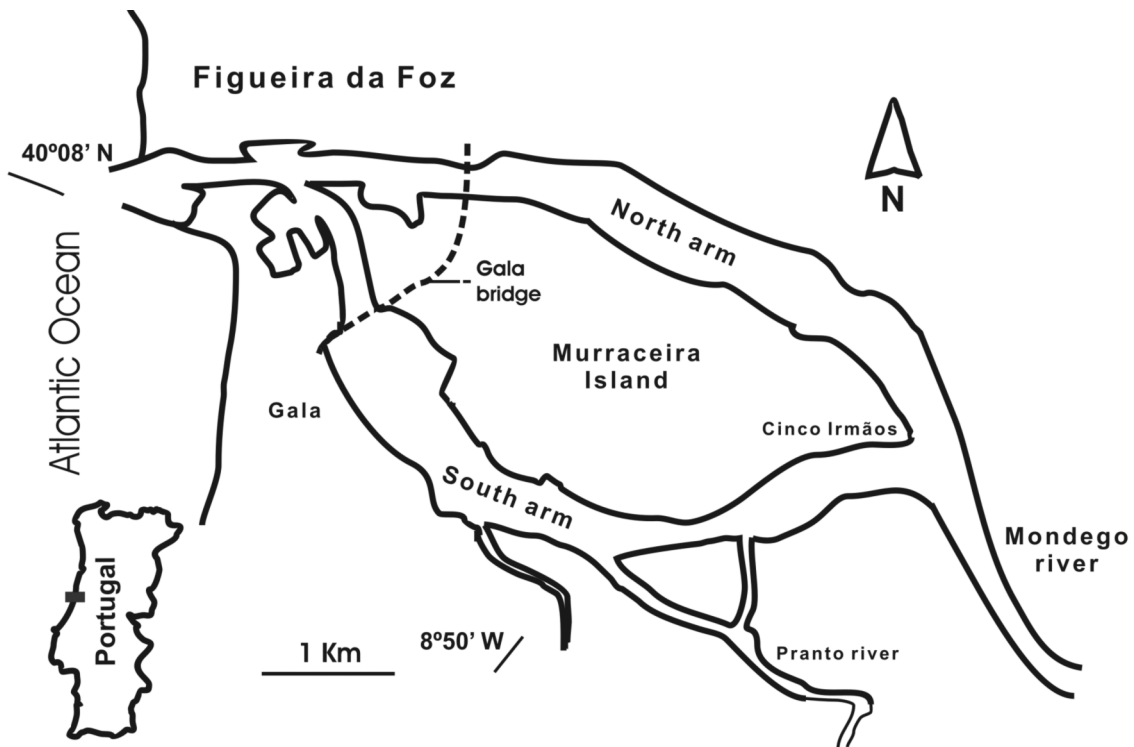 Figueira da Foz
40º08' N
N
North arm
Gala
bridge
Atlantic Ocean
Murraceira
Island
Gala
Cinco Irmãos
South arm
Mondego
river
Portugal
1 Km
8º50' W
Pranto river